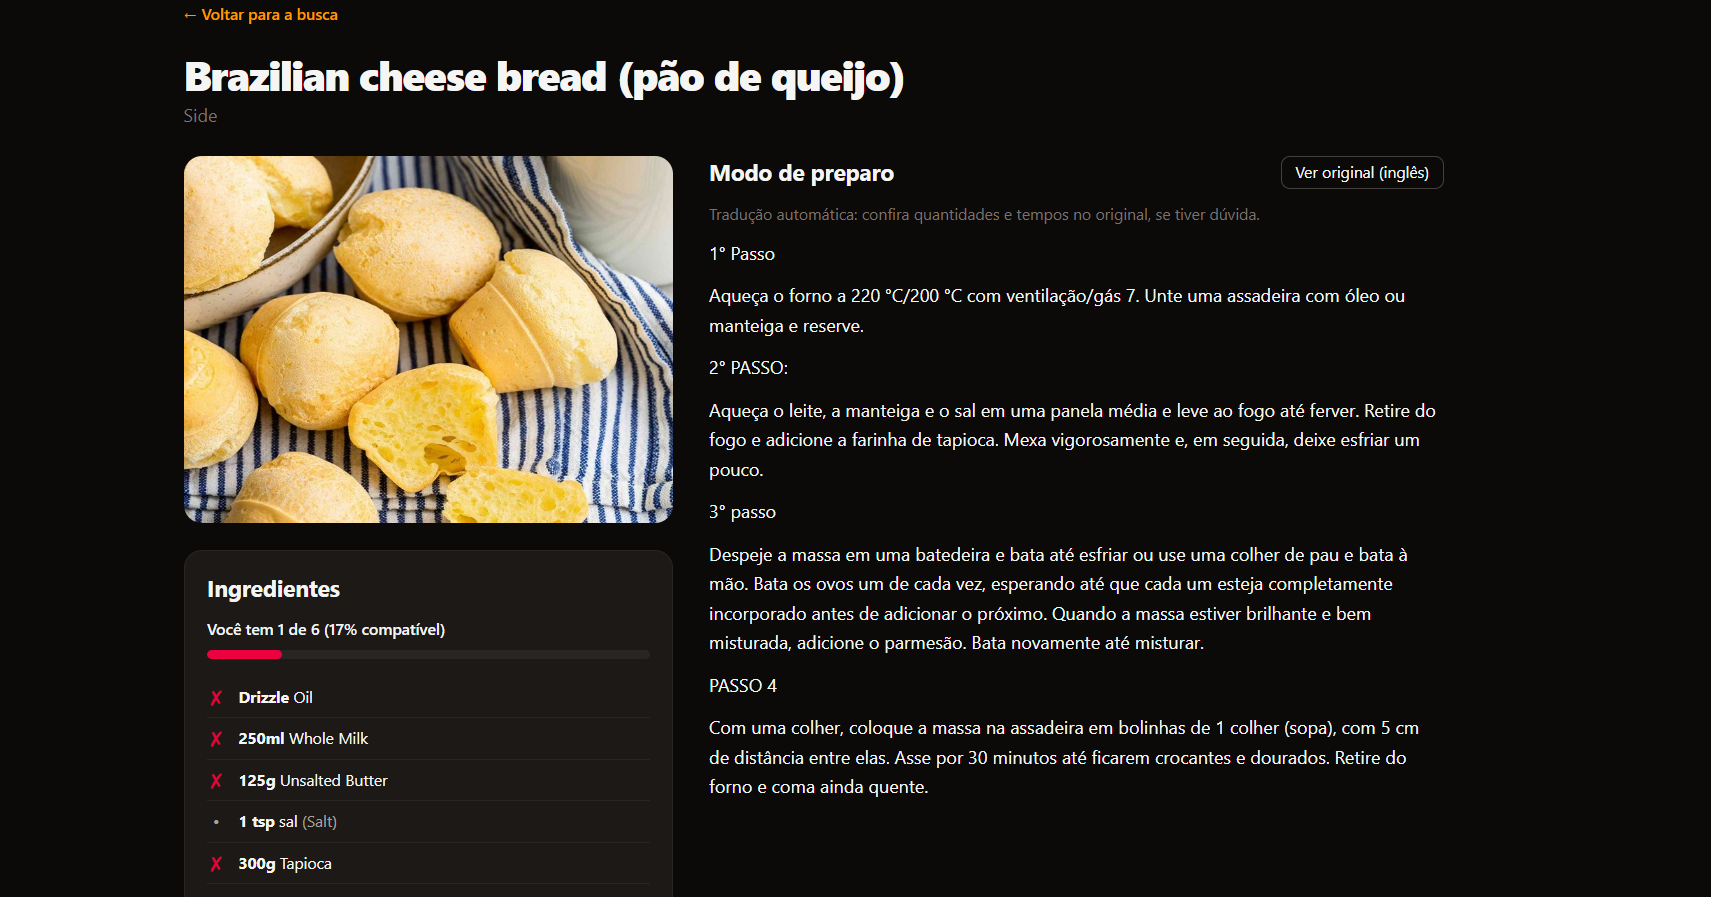 ← Voltar para a busca
Brazilian cheese bread (pão de queijo)
Side
Modo de preparo
Ver original (inglês)
Tradução automática: confira quantidades e tempos no original, se tiver dúvida.
1° Passo
Aqueça o forno a 220 °C/200 °C com ventilação/gás 7. Unte uma assadeira com óleo ou
manteiga e reserve.
2° PASSO:
Aqueça o leite, a manteiga e o sal em uma panela média e leve ao fogo até ferver. Retire do
fogo e adicione a farinha de tapioca. Mexa vigorosamente e, em seguida, deixe esfriar um
pouco.
3° passo
Despeje a massa em uma batedeira e bata até esfriar ou use uma colher de pau e bata à
mão. Bata os ovos um de cada vez, esperando até que cada um esteja completamente
incorporado antes de adicionar o próximo. Quando a massa estiver brilhante e bem
misturada, adicione o parmesão. Bata novamente até misturar.
PASSO 4
Com uma colher, coloque a massa na assadeira em bolinhas de 1 colher (sopa), com 5 cm
de distância entre elas. Asse por 30 minutos até ficarem crocantes e dourados. Retire do
forno e coma ainda quente.
Ingredientes
Você tem 1 de 6 (17% compatível)
✗ Drizzle Oil
✗ 250ml Whole Milk
✗ 125g Unsalted Butter
• 1 tsp sal (Salt)
✗ 300g Tapioca